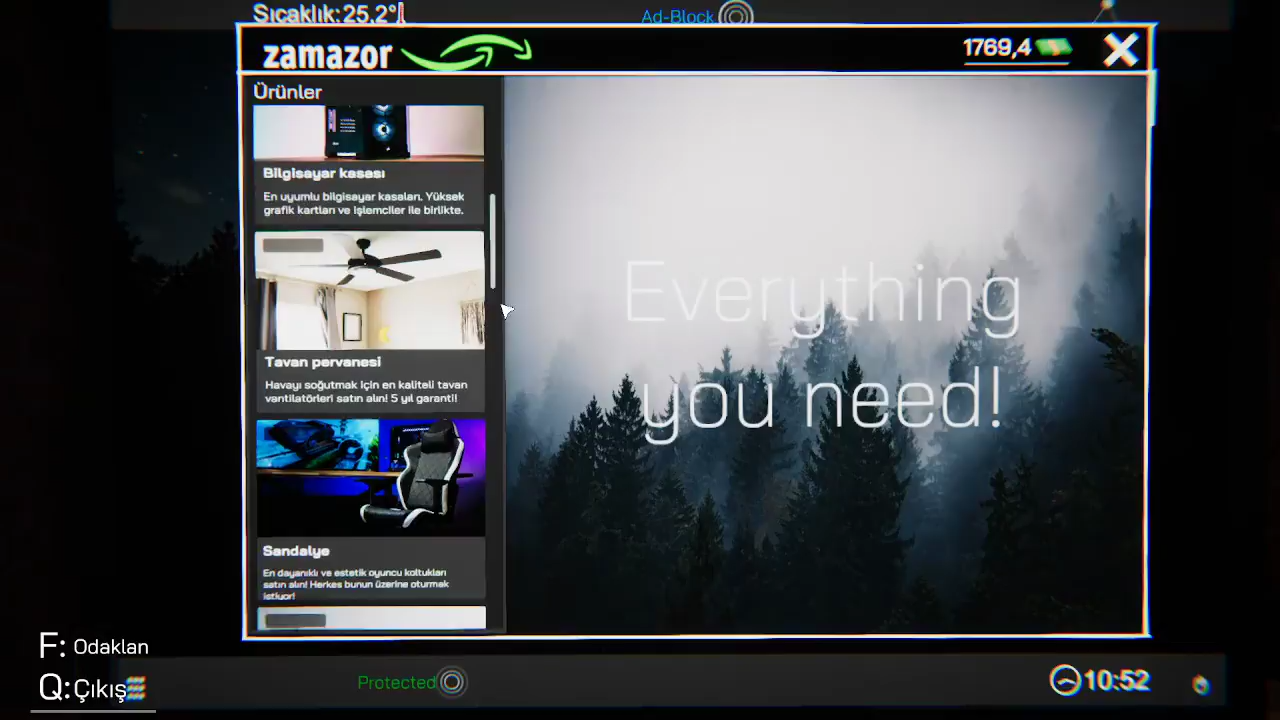 Sıcaklık: 25,2°
Ad-Block
zamazor
1769,4
Ürünler
Bilgisayar kasası
En uyumlu bilgisayar kasaları. Yüksek
grafik kartları ve işlemciler ile birlikte.
Tavan pervanesi
Havayı soğutmak için en kaliteli tavan
vantilatörleri satın alın! 5 yıl garanti!
Sandalye
En dayanıklı ve estetik oyuncu koltukları
satın alın! Herkes bunun üzerine oturmak
istiyor!
Everything
you need!
F: Odaklan
Q: Çıkış
Protected
10:52